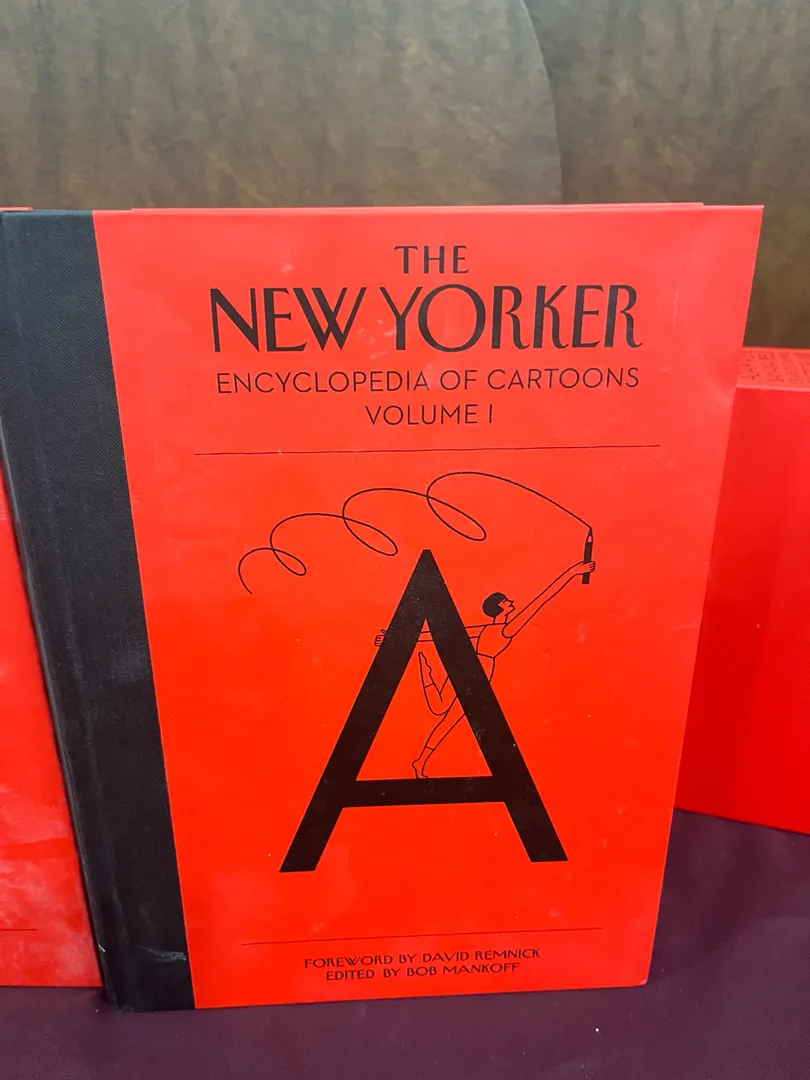 THE
NEW YORKER
ENCYCLOPEDIA OF CARTOONS
VOLUME I
A
FOREWORD BY DAVID REMNICK
EDITED BY BOB MANKOFF